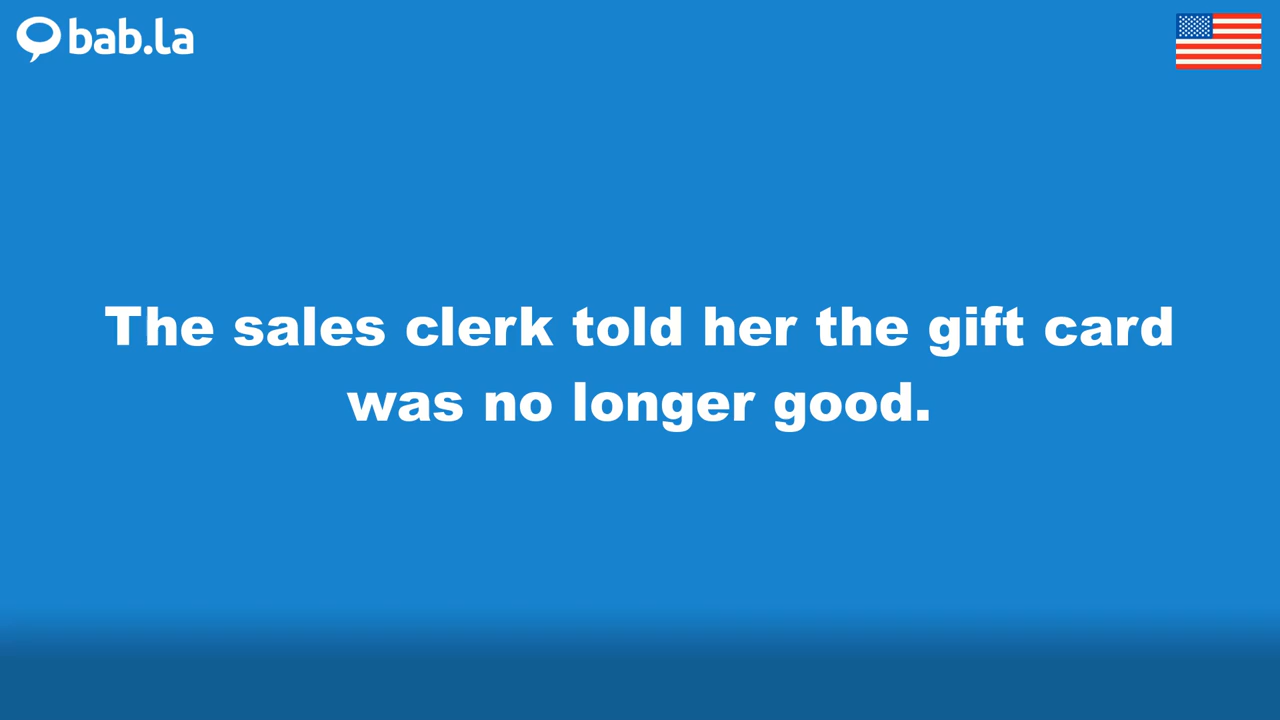 bab.la
The sales clerk told her the gift card
was no longer good.